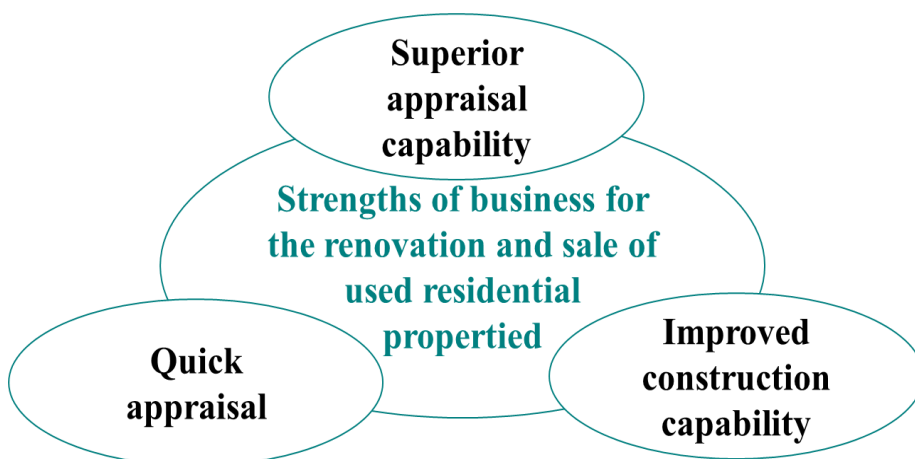 Superior
appraisal
capability
Strengths of business for
the renovation and sale of
used residential
propertied
Quick
appraisal
Improved
construction
capability